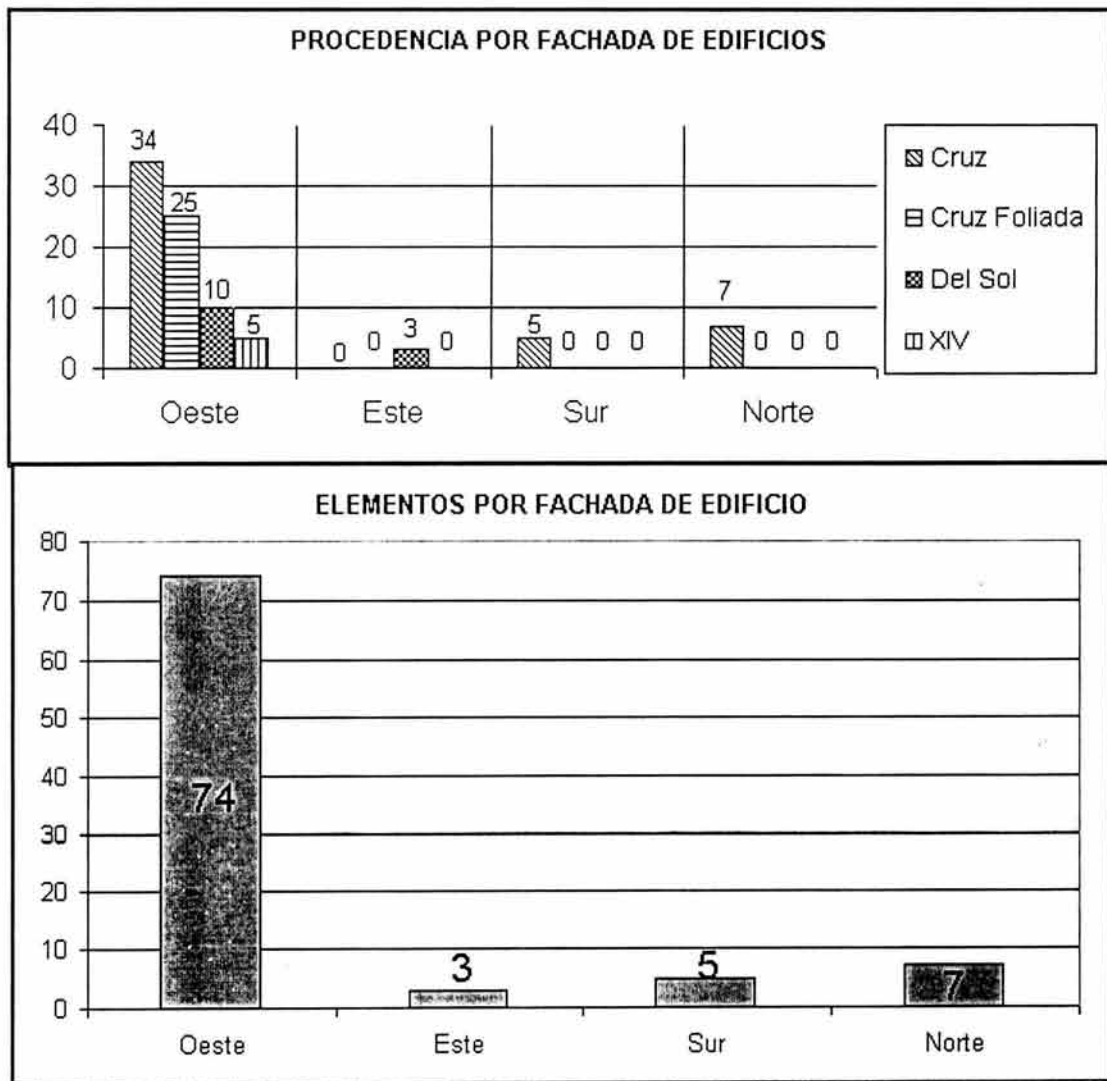 PROCEDENCIA POR FACHADA DE EDIFICIOS
40
30
20
10
0
34
25
10
5
0 0 3 0
5 0 0 0
7 0 0 0
Oeste Este Sur Norte
Cruz
Cruz Foliada
Del Sol
XIV
ELEMENTOS POR FACHADA DE EDIFICIO
80
70
60
50
40
30
20
10
0
74 3 5 7
Oeste Este Sur Norte